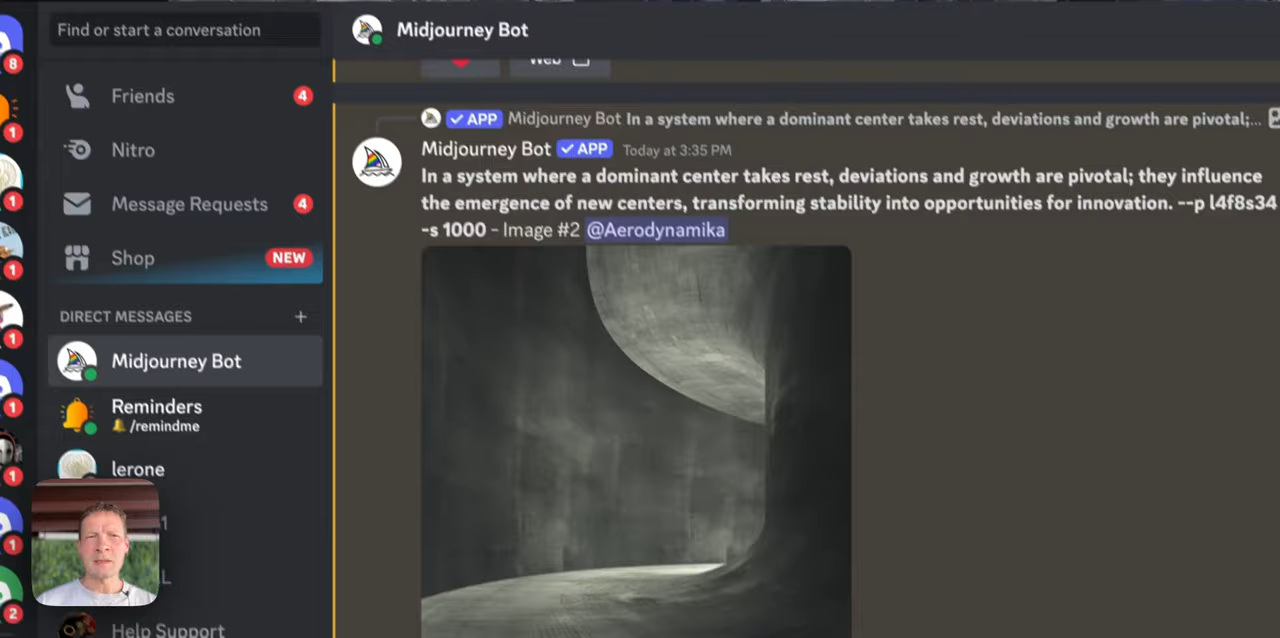 8
1
1
1
1
1
1
1
2
Find or start a conversation
Friends
4
Nitro
Message Requests
4
Shop
NEW
DIRECT MESSAGES
+
Midjourney Bot
Reminders
/remindme
lerone
1
L
Help Support
Midjourney Bot
Web
APP Midjourney Bot In a system where a dominant center takes rest, deviations and growth are pivotal;...
Midjourney Bot APP Today at 3:35 PM
In a system where a dominant center takes rest, deviations and growth are pivotal; they influence
the emergence of new centers, transforming stability into opportunities for innovation. --p l4f8s34
-s 1000 - Image #2 @Aerodynamika